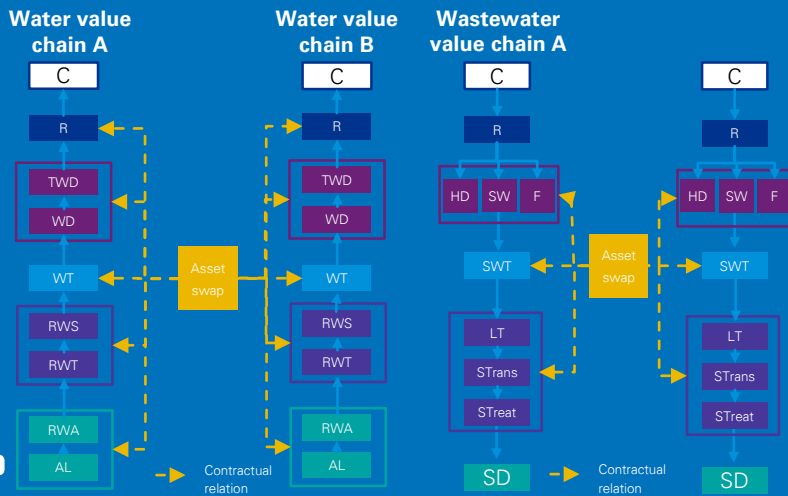 Water value
chain A
Water value
chain B
Wastewater
value chain A
C
R
TWD
WD
WT
RWS
RWT
RWA
AL
Asset
swap
C
R
TWD
WD
WT
RWS
RWT
RWA
AL
Contractual
relation
C
R
HD SW F
SWT
LT
STrans
STreat
SD
Asset
swap
C
R
HD SW F
SWT
LT
STrans
STreat
SD
Contractual
relation